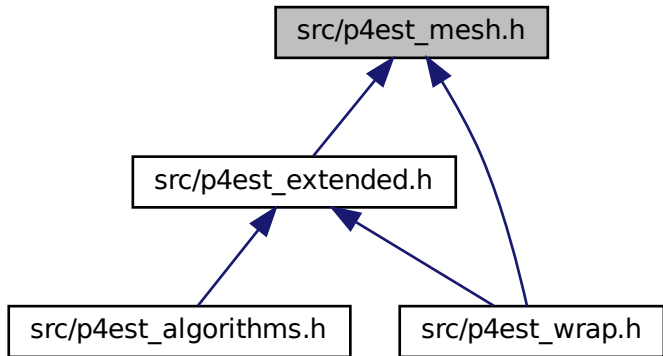 src/p4est_mesh.h
src/p4est_extended.h
src/p4est_algorithms.h
src/p4est_wrap.h